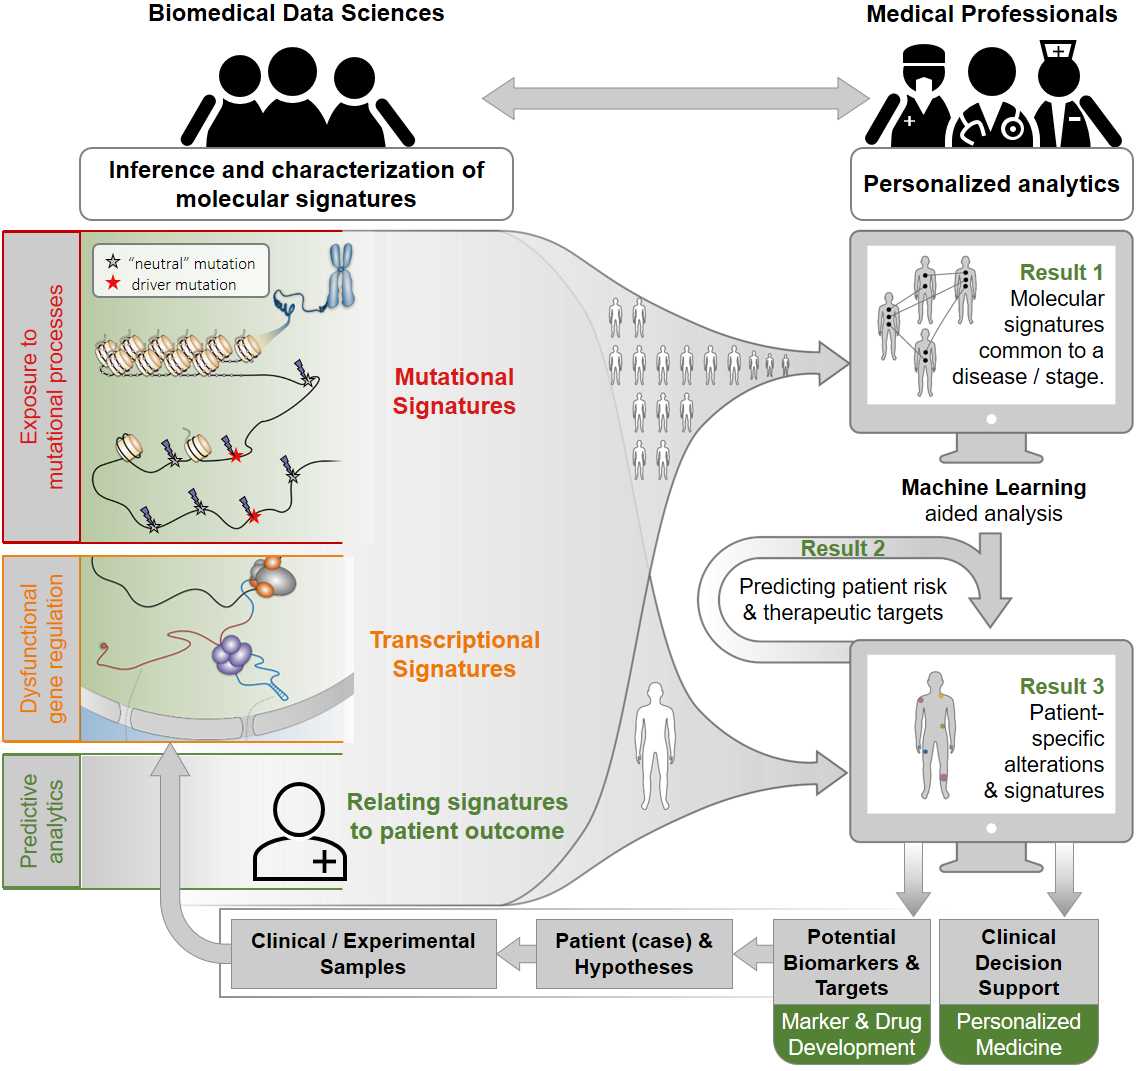 Biomedical Data Sciences
Medical Professionals
Inference and characterization of
molecular signatures
Personalized analytics
Exposure to
mutational processes
“neutral” mutation
driver mutation
Mutational
Signatures
Result 1
Molecular
signatures
common to a
disease / stage.
Machine Learning
aided analysis
Result 2
Predicting patient risk
& therapeutic targets
Dysfunctional
gene regulation
Transcriptional
Signatures
Result 3
Patient-
specific
alterations
& signatures
Predictive
analytics
Relating signatures
to patient outcome
Clinical / Experimental
Samples
Patient (case) &
Hypotheses
Potential
Biomarkers &
Targets
Marker & Drug
Development
Clinical
Decision
Support
Personalized
Medicine